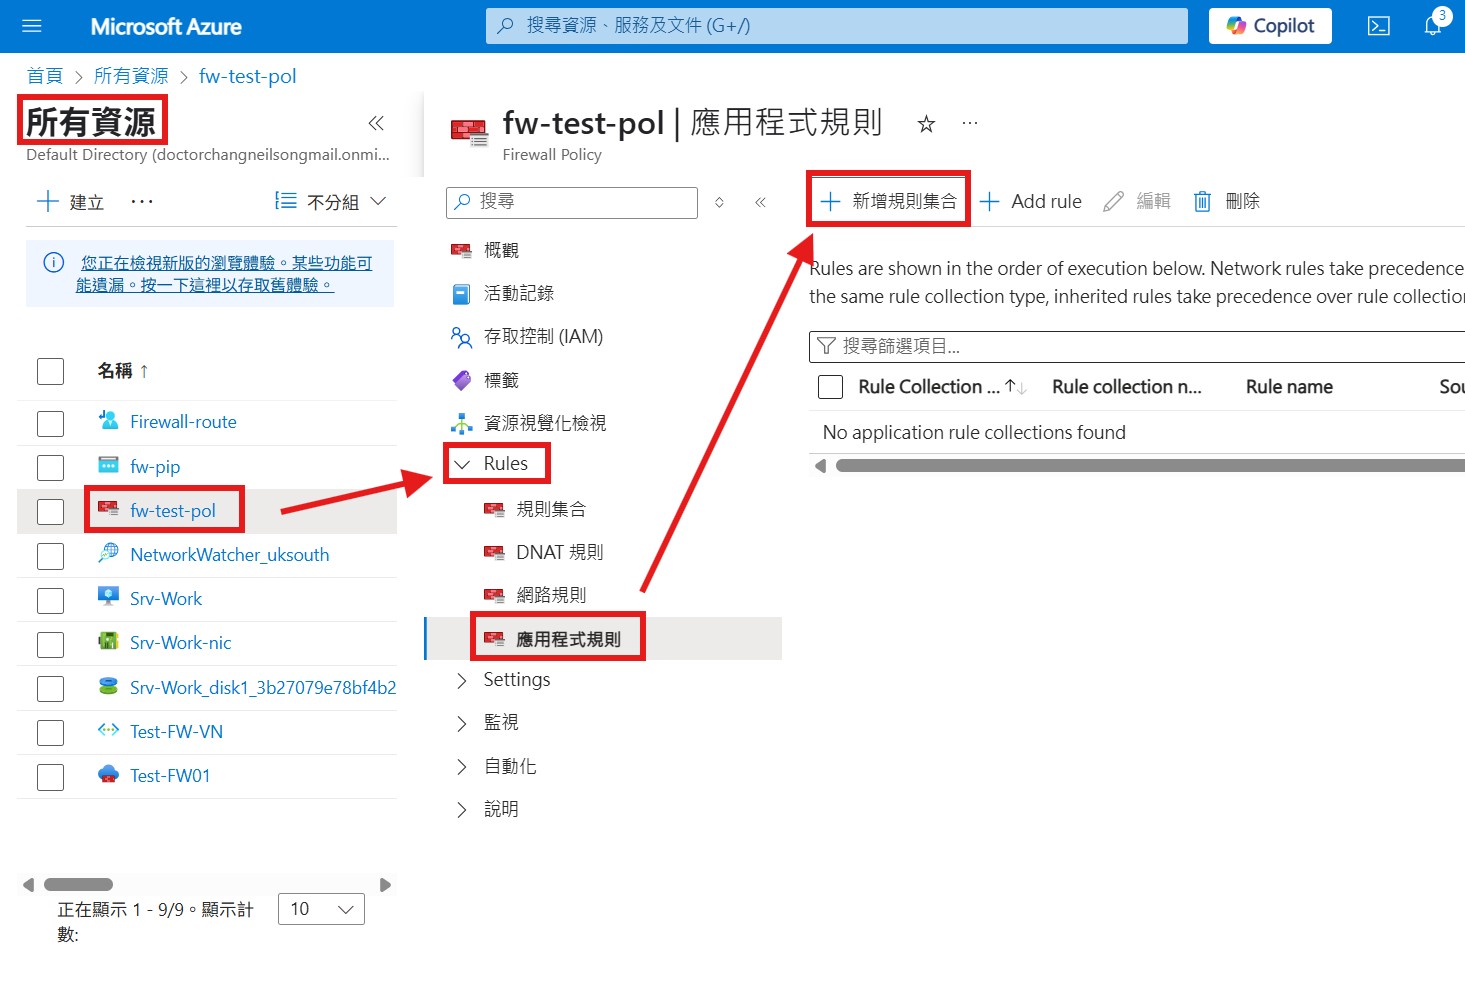 Microsoft Azure
搜尋資源、服務及文件 (G+/)
Copilot
3
首頁 > 所有資源 > fw-test-pol
所有資源
Default Directory (doctorchangneilsongmail.onmi...
建立 ···
不分組
您正在檢視新版的瀏覽體驗。某些功能可
能遺漏。按一下這裡以存取舊體驗。
名稱 ↑
Firewall-route
fw-pip
fw-test-pol
NetworkWatcher_uksouth
Srv-Work
Srv-Work-nic
Srv-Work_disk1_3b27079e78bf4b2
Test-FW-VN
Test-FW01
正在顯示 1 - 9/9。顯示計
數:
10
fw-test-pol | 應用程式規則
Firewall Policy
搜尋
概觀
活動記錄
存取控制 (IAM)
標籤
資源視覺化檢視
Rules
規則集合
DNAT 規則
網路規則
應用程式規則
Settings
監視
自動化
說明
新增規則集合
Add rule
編輯
刪除
Rules are shown in the order of execution below. Network rules take precedence
the same rule collection type, inherited rules take precedence over rule collectio
搜尋篩選項目...
Rule Collection ... ↑↓ Rule collection n... Rule name Sou
No application rule collections found